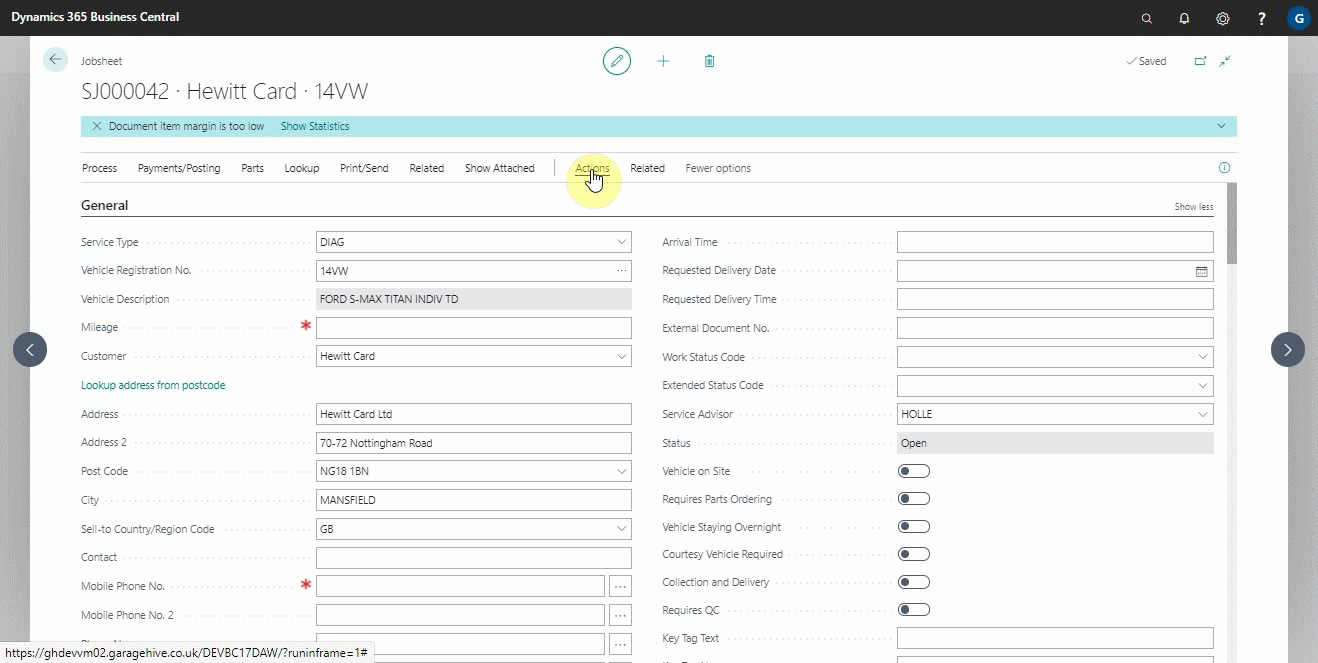 Dynamics 365 Business Central
?
G
Jobsheet
Saved
SJ000042 · Hewitt Card · 14VW
Document item margin is too low Show Statistics
Process Payments/Posting Parts Lookup Print/Send Related Show Attached Actions Related Fewer options
General
Show less
Service Type DIAG
Vehicle Registration No. 14VW
Vehicle Description FORD S-MAX TITAN INDIV TD
Mileage *
Customer Hewitt Card
Lookup address from postcode
Address Hewitt Card Ltd
Address 2 70-72 Nottingham Road
Post Code NG18 1BN
City MANSFIELD
Sell-to Country/Region Code GB
Contact
Mobile Phone No. *
Mobile Phone No. 2
Arrival Time
Requested Delivery Date
Requested Delivery Time
External Document No.
Work Status Code
Extended Status Code
Service Advisor HOLLE
Status Open
Vehicle on Site
Requires Parts Ordering
Vehicle Staying Overnight
Courtesy Vehicle Required
Collection and Delivery
Requires QC
Key Tag Text
https://ghdevvm02.garagehive.co.uk/DEVBC17DAW/?runinframe=1#